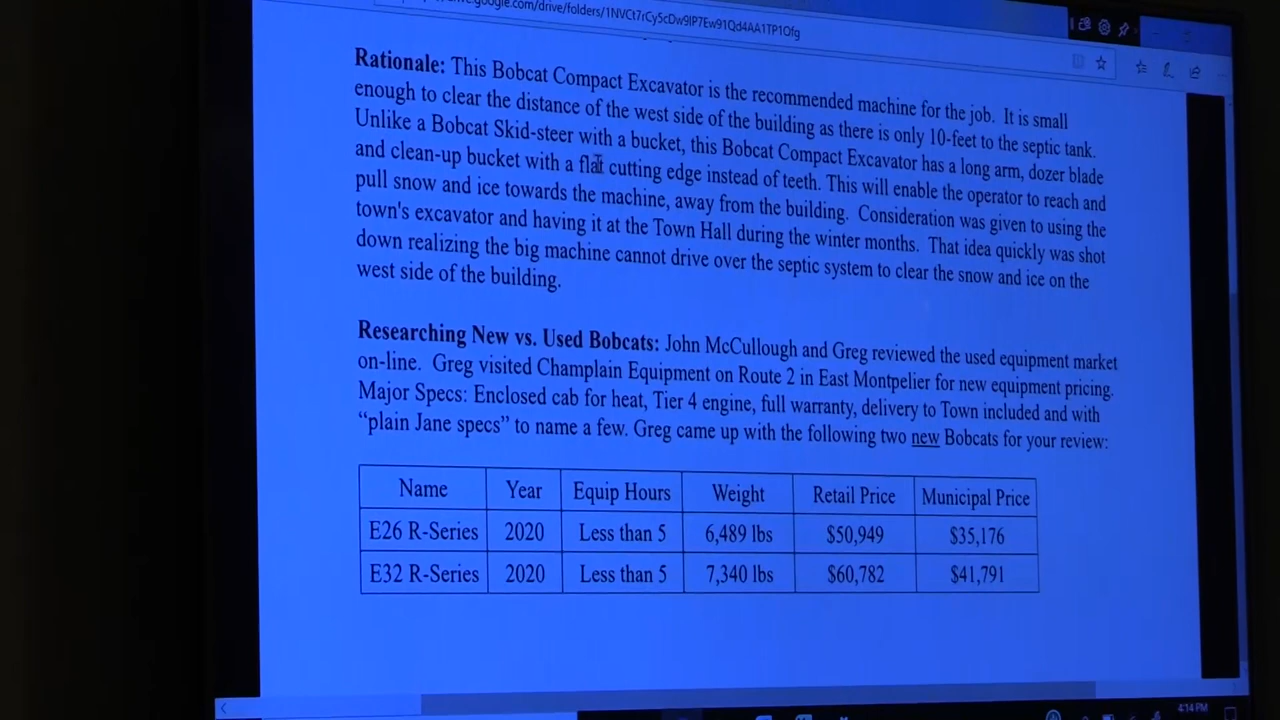 drive.google.com/drive/folders/1NVCt7rCy5cDw9lP7Ew91Qd4AA1TP1Ofg
Rationale: This Bobcat Compact Excavator is the recommended machine for the job. It is small
enough to clear the distance of the west side of the building as there is only 10-feet to the septic tank.
Unlike a Bobcat Skid-steer with a bucket, this Bobcat Compact Excavator has a long arm, dozer blade
and clean-up bucket with a flat cutting edge instead of teeth. This will enable the operator to reach and
pull snow and ice towards the machine, away from the building. Consideration was given to using the
town's excavator and having it at the Town Hall during the winter months. That idea quickly was shot
down realizing the big machine cannot drive over the septic system to clear the snow and ice on the
west side of the building.
Researching New vs. Used Bobcats: John McCullough and Greg reviewed the used equipment market
on-line. Greg visited Champlain Equipment on Route 2 in East Montpelier for new equipment pricing.
Major Specs: Enclosed cab for heat, Tier 4 engine, full warranty, delivery to Town included and with
“plain Jane specs” to name a few. Greg came up with the following two new Bobcats for your review:
Name Year Equip Hours Weight Retail Price Municipal Price
E26 R-Series 2020 Less than 5 6,489 lbs $50,949 $35,176
E32 R-Series 2020 Less than 5 7,340 lbs $60,782 $41,791
4:14 PM